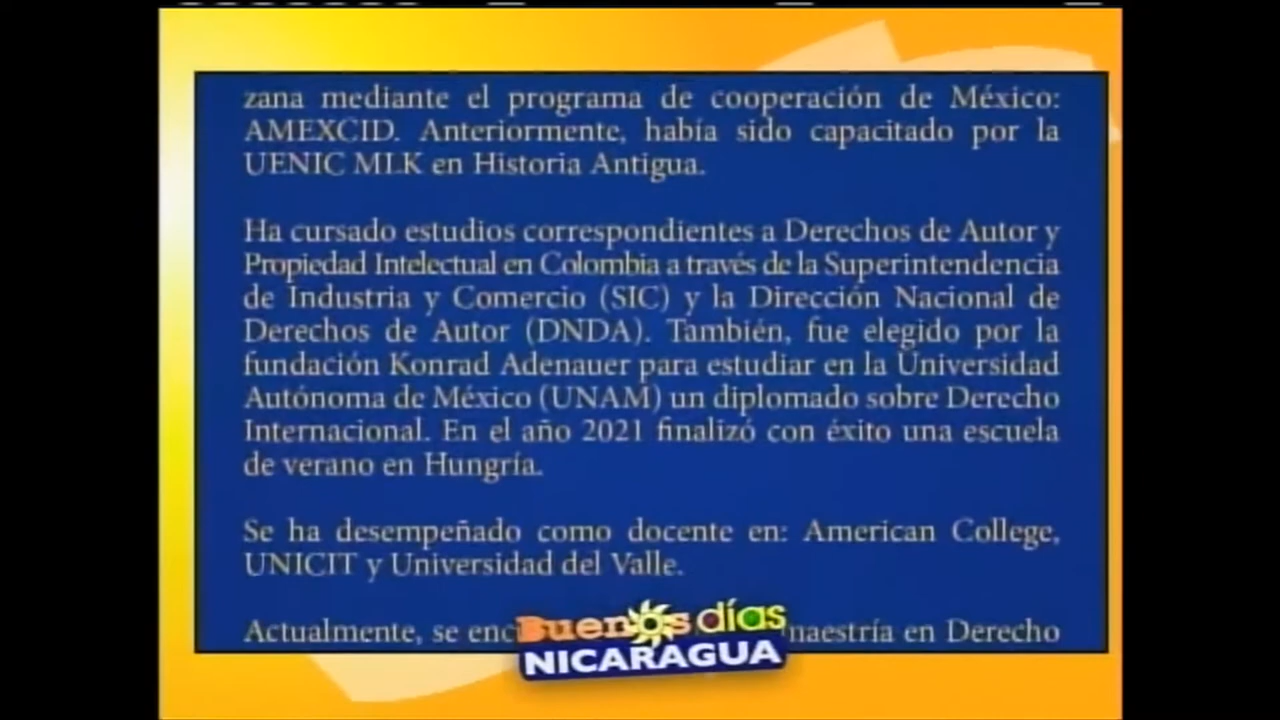 zana mediante el programa de cooperación de México:
AMEXCID. Anteriormente, había sido capacitado por la
UENIC MLK en Historia Antigua.
Ha cursado estudios correspondientes a Derechos de Autor y
Propiedad Intelectual en Colombia a través de la Superintendencia
de Industria y Comercio (SIC) y la Dirección Nacional de
Derechos de Autor (DNDA). También, fue elegido por la
fundación Konrad Adenauer para estudiar en la Universidad
Autónoma de México (UNAM) un diplomado sobre Derecho
Internacional. En el año 2021 finalizó con éxito una escuela
de verano en Hungría.
Se ha desempeñado como docente en: American College,
UNICIT y Universidad del Valle.
Actualmente, se maestría en Derecho
Buenos días
NICARAGUA